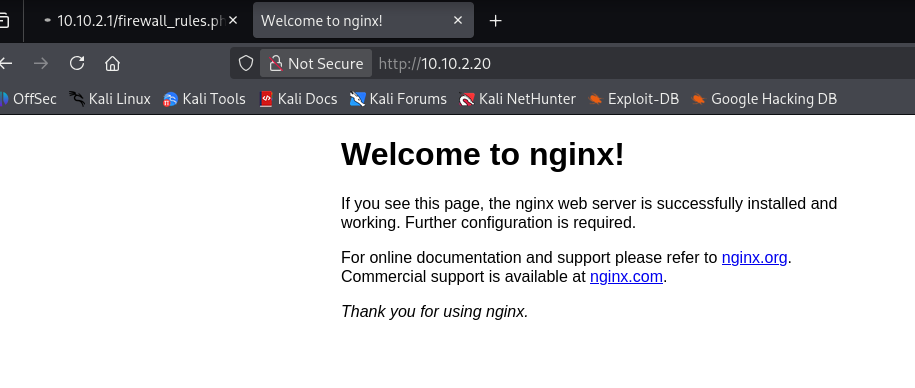 10.10.2.1/firewall_rules.ph
Welcome to nginx!
Not Secure http://10.10.2.20
OffSec Kali Linux Kali Tools Kali Docs Kali Forums Kali NetHunter Exploit-DB Google Hacking DB
Welcome to nginx!
If you see this page, the nginx web server is successfully installed and
working. Further configuration is required.
For online documentation and support please refer to nginx.org.
Commercial support is available at nginx.com.
Thank you for using nginx.